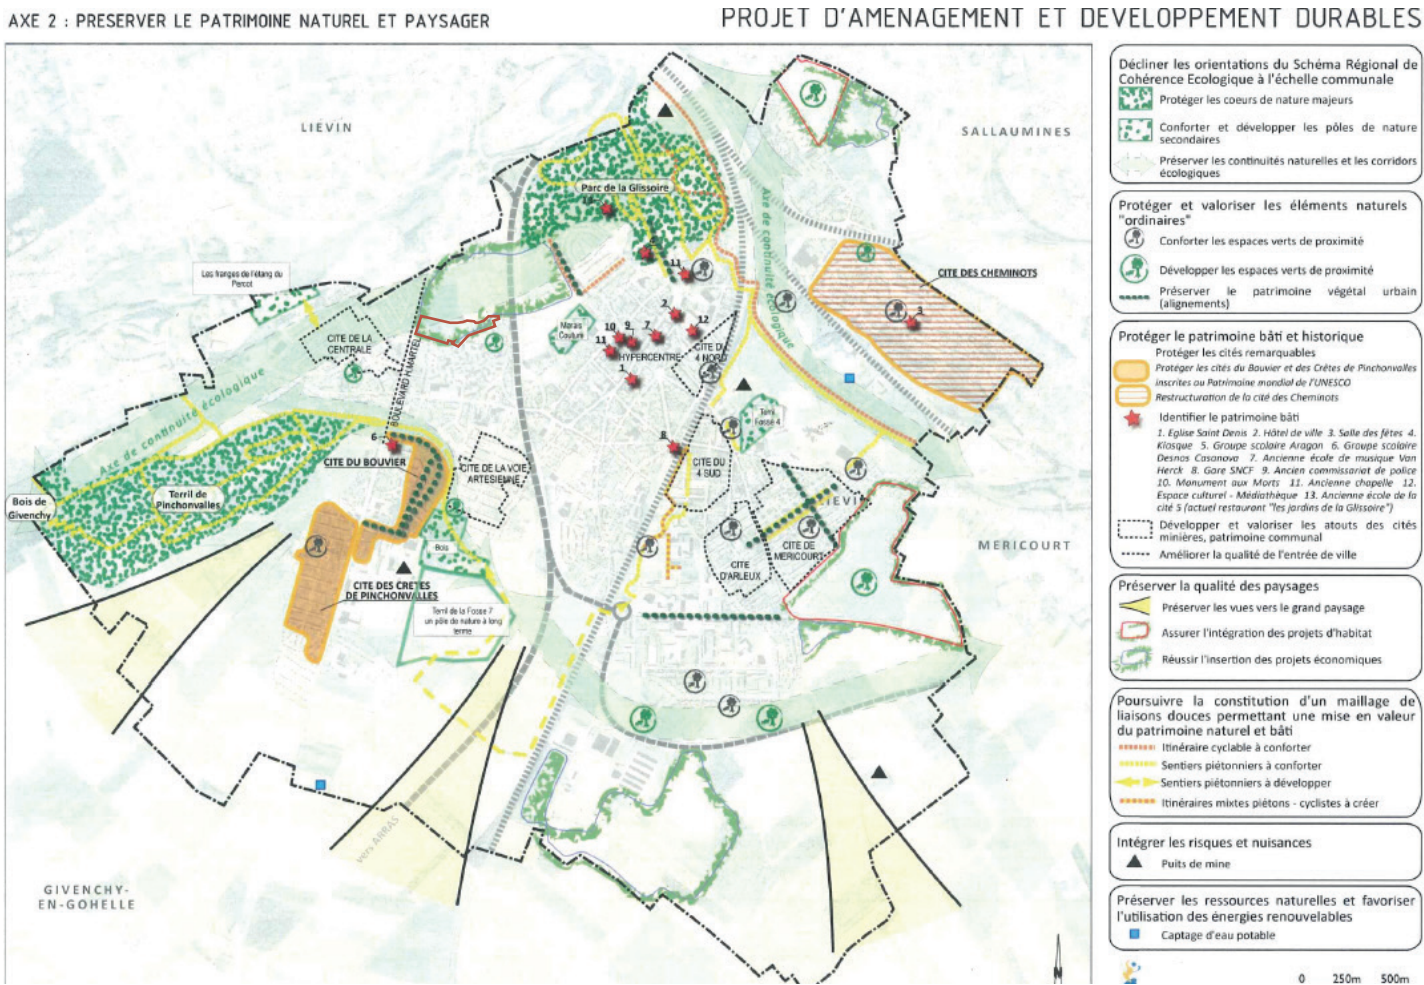 AXE 2 : PRESERVER LE PATRIMOINE NATUREL ET PAYSAGER
PROJET D'AMENAGEMENT ET DEVELOPPEMENT DURABLES
LIEVIN
SALLAUMINES
Parc de la Glissoire
Axe de continuité écologique
CITE DES CHEMINOTS
Les franges de l'étang du
Percot
CITE DE LA
CENTRALE
BOULEVARD H.MARTEL
Marais
Couture
11
2
12
10
9
7
11
HYPERCENTRE
CITE DU
4 NORD
1
3
Axe de continuité écologique
Terril
Fosse 4
8
6
CITE DU BOUVIER
CITE DE LA VOIE
ARTESIENNE
CITE DU
4 SUD
Bois de
Givenchy
Terril de
Pinchonvalles
Bois
CITE DE
MERICOURT
CITE
D'ARLEUX
MERICOURT
CITE DES CRETES
DE PINCHONVALLES
Terril de la Fosse 7
un pôle de nature à long
terme
vers ARRAS
GIVENCHY-
EN-GOHELLE
N
Décliner les orientations du Schéma Régional de
Cohérence Ecologique à l'échelle communale
Protéger les coeurs de nature majeurs
Conforter et développer les pôles de nature
secondaires
Préserver les continuités naturelles et les corridors
écologiques
Protéger et valoriser les éléments naturels
"ordinaires"
Conforter les espaces verts de proximité
Développer les espaces verts de proximité
Préserver le patrimoine végétal urbain
(alignements)
Protéger le patrimoine bâti et historique
Protéger les cités remarquables
Protéger les cités du Bouvier et des Crêtes de Pinchonvalles
inscrites au Patrimoine mondial de l'UNESCO
Restructuration de la cité des Cheminots
Identifier le patrimoine bâti
1. Eglise Saint Denis 2. Hôtel de ville 3. Salle des fêtes 4.
Kiosque 5. Groupe scolaire Aragon 6. Groupe scolaire
Desnos Casanova 7. Ancienne école de musique Van
Herck 8. Gare SNCF 9. Ancien commissariat de police
10. Monument aux Morts 11. Ancienne chapelle 12.
Espace culturel - Médiathèque 13. Ancienne école de la
cité 5 (actuel restaurant "les jardins de la Glissoire")
Développer et valoriser les atouts des cités
minières, patrimoine communal
Améliorer la qualité de l'entrée de ville
Préserver la qualité des paysages
Préserver les vues vers le grand paysage
Assurer l'intégration des projets d'habitat
Réussir l'insertion des projets économiques
Poursuivre la constitution d'un maillage de
liaisons douces permettant une mise en valeur
du patrimoine naturel et bâti
Itinéraire cyclable à conforter
Sentiers piétonniers à conforter
Sentiers piétonniers à développer
Itinéraires mixtes piétons - cyclistes à créer
Intégrer les risques et nuisances
Puits de mine
Préserver les ressources naturelles et favoriser
l'utilisation des énergies renouvelables
Captage d'eau potable
0 250m 500m